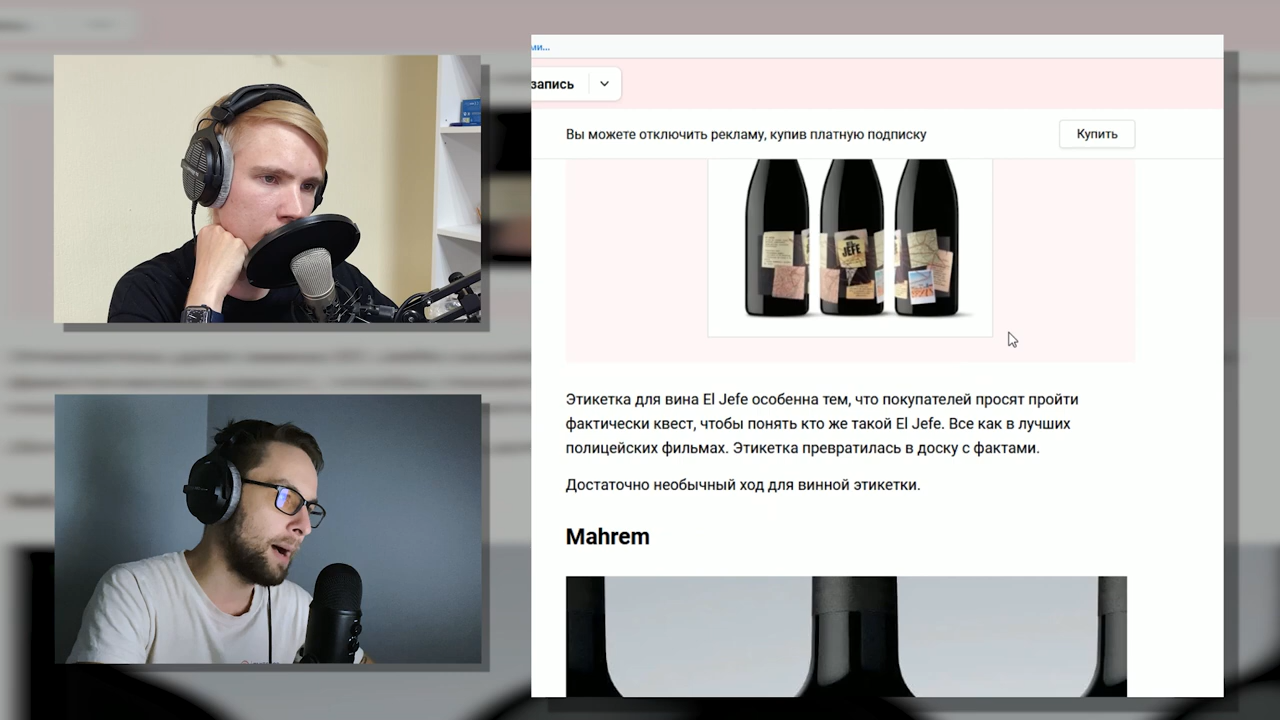 ми...
запись
Вы можете отключить рекламу, купив платную подписку
Купить
JEFE
Этикетка для вина El Jefe особенна тем, что покупателей просят пройти
фактически квест, чтобы понять кто же такой El Jefe. Все как в лучших
полицейских фильмах. Этикетка превратилась в доску с фактами.
Достаточно необычный ход для винной этикетки.
Mahrem